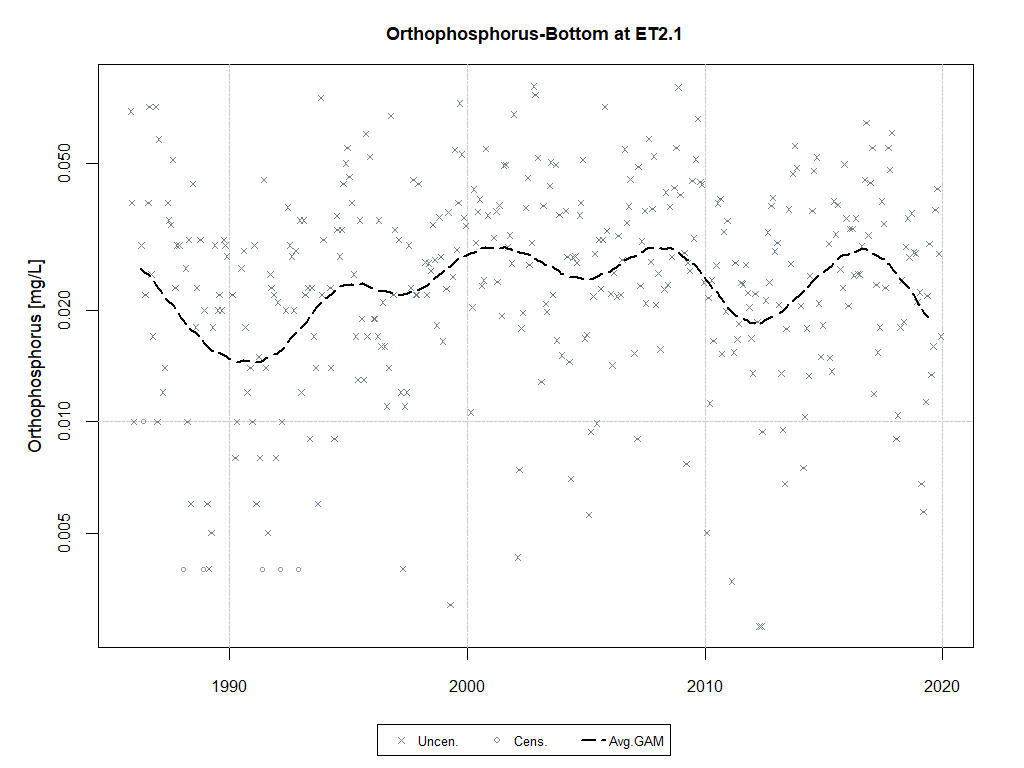 Orthophosphorus-Bottom at ET2.1
Orthophosphorus [mg/L]
0.050
0.020
0.010
0.005
1990 2000 2010 2020
Uncen. Cens. Avg.GAM